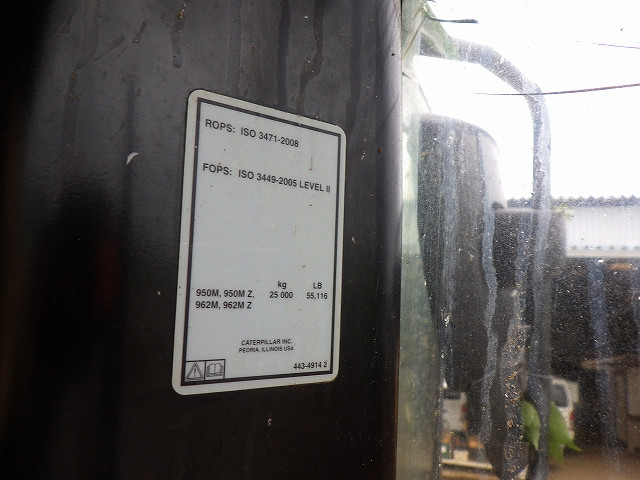 ROPS: ISO 3471-2008
FOPS: ISO 3449-2005 LEVEL II
kg LB
950M, 950M Z, 25 000 55,116
962M, 962M Z
CATERPILLAR INC.
PEORIA, ILLINOIS USA
443-4914 2